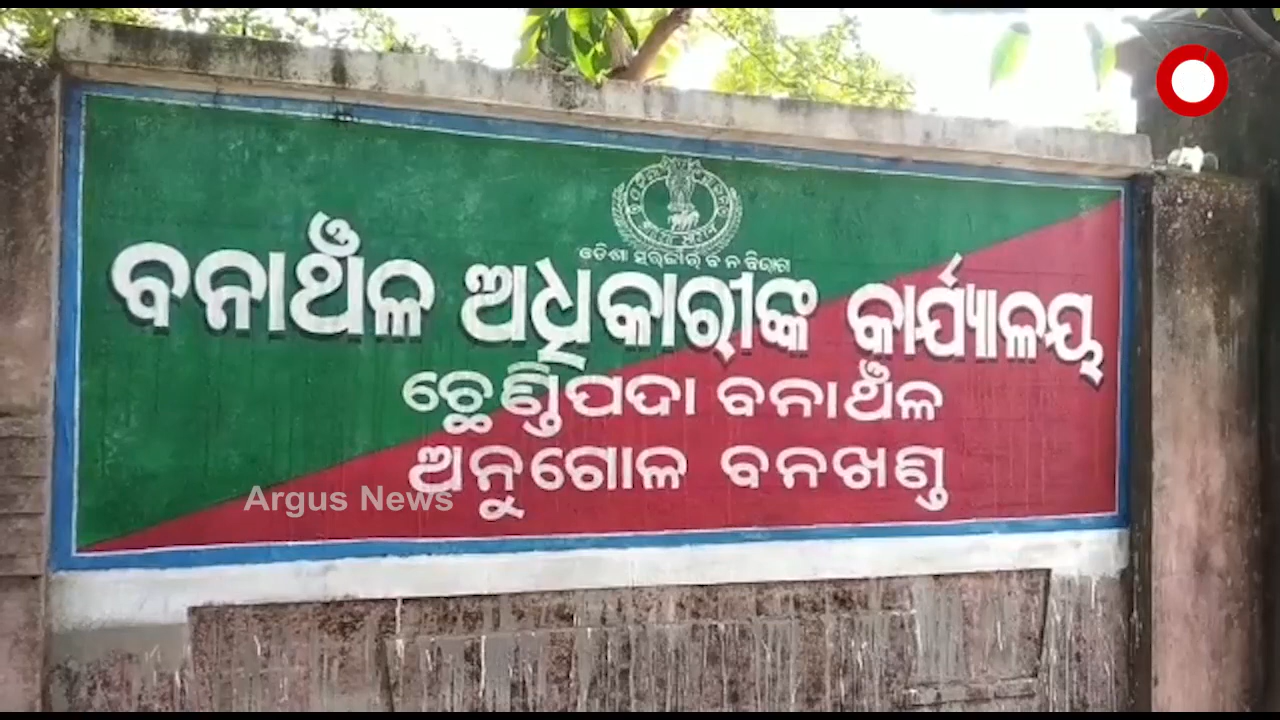 ଓଡିଶା ସରକାର ବନ ବିଭାଗ
ବନାଞ୍ଚଳ ଅଧିକାରୀଙ୍କ କାର୍ଯ୍ୟାଳୟ
ଛେଣ୍ଡିପଦା ବନାଞ୍ଚଳ
ଅନୁଗୋଳ ବନଖଣ୍ଡ
Argus News